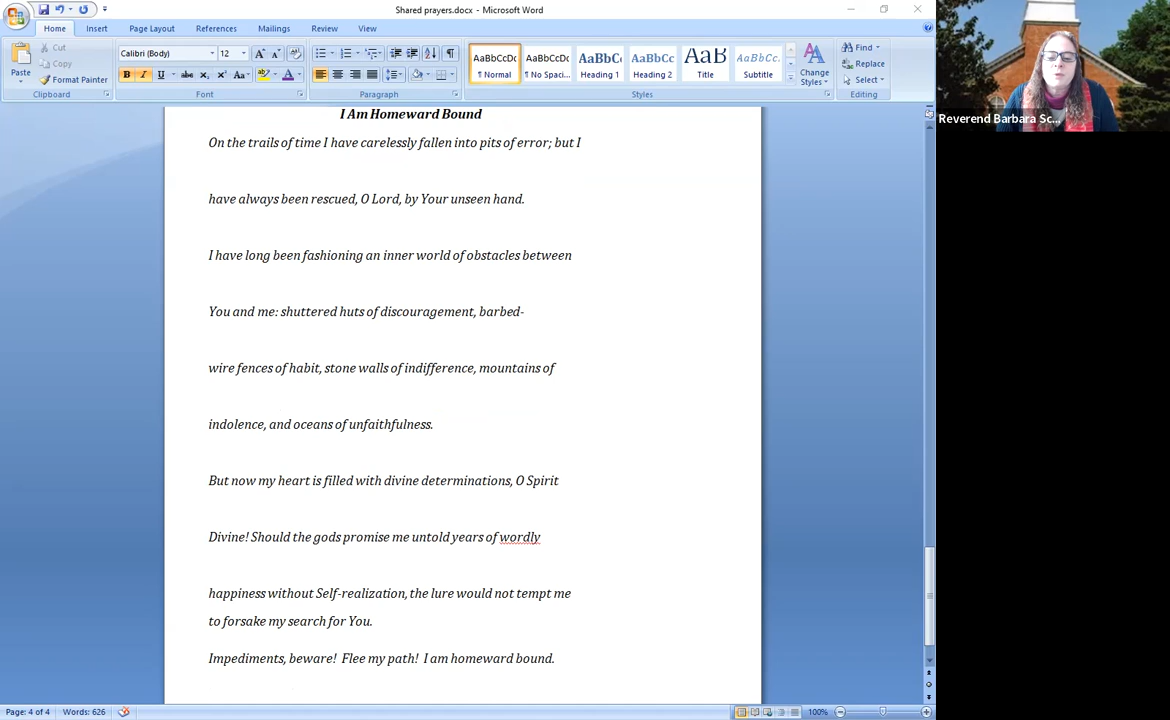 Shared prayers.docx - Microsoft Word
Home Insert Page Layout References Mailings Review View
Paste
Cut
Copy
Format Painter
Clipboard
Calibri (Body) 12
Font
Paragraph
AaBbCcDc AaBbCcDc AaBbC AaBbCc AaB AaBbCc.
¶ Normal ¶ No Spaci... Heading 1 Heading 2 Title Subtitle
Change Styles
Styles
Find
Replace
Select
Editing
I Am Homeward Bound
On the trails of time I have carelessly fallen into pits of error; but I
have always been rescued, O Lord, by Your unseen hand.
I have long been fashioning an inner world of obstacles between
You and me: shuttered huts of discouragement, barbed-
wire fences of habit, stone walls of indifference, mountains of
indolence, and oceans of unfaithfulness.
But now my heart is filled with divine determinations, O Spirit
Divine! Should the gods promise me untold years of wordly
happiness without Self-realization, the lure would not tempt me
to forsake my search for You.
Impediments, beware!  Flee my path!  I am homeward bound.
Page: 4 of 4 Words: 626 100%
Reverend Barbara Sc...